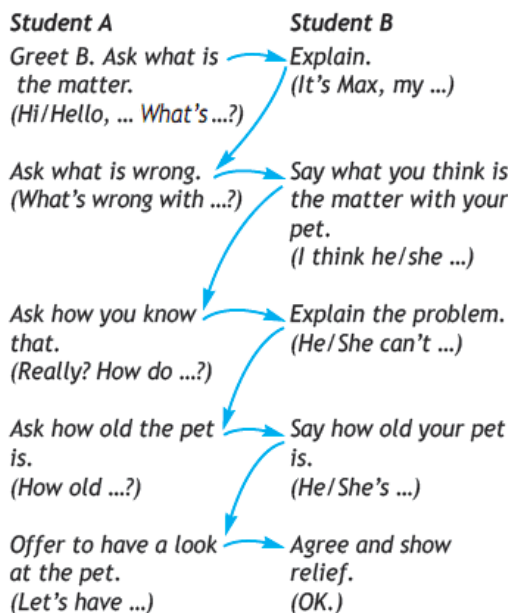 Student A
Student B
Greet B. Ask what is
the matter.
(Hi/Hello, … What's …?)
Explain.
(It's Max, my …)
Ask what is wrong.
(What's wrong with …?)
Say what you think is
the matter with your
pet.
(I think he/she …)
Ask how you know
that.
(Really? How do …?)
Explain the problem.
(He/She can't …)
Ask how old the pet
is.
(How old …?)
Say how old your pet
is.
(He/She's …)
Offer to have a look
at the pet.
(Let's have …)
Agree and show
relief.
(OK.)